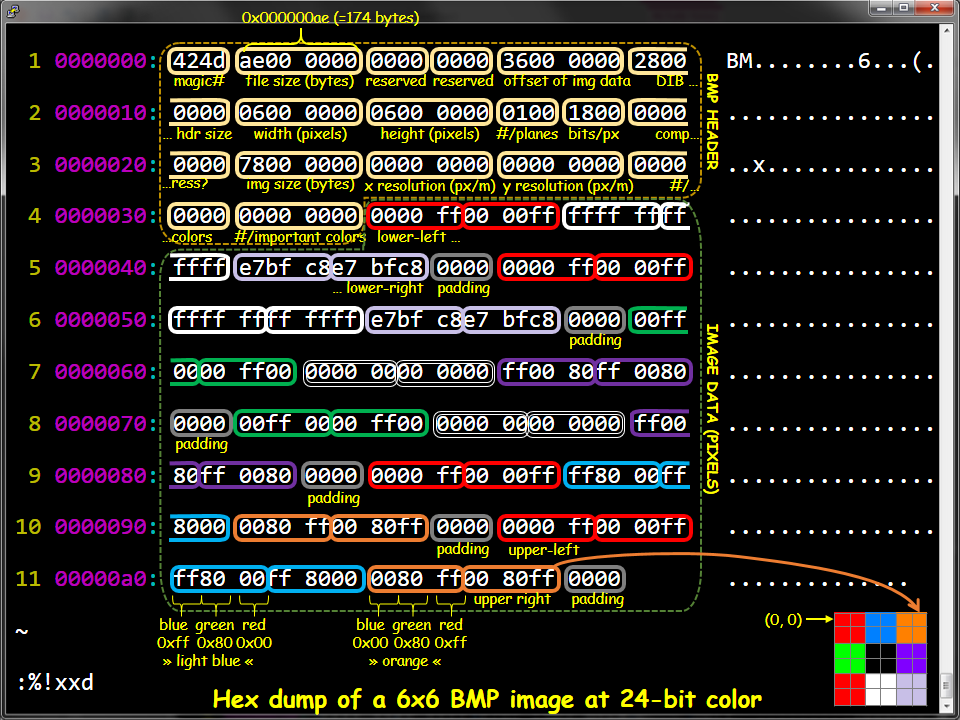 0x000000ae (=174 bytes)
1 0000000: 424d ae00 0000 0000 0000 3600 0000 2800 BM........6...(.
magic# file size (bytes) reserved reserved offset of img data DIB ...
2 0000010: 0000 0600 0000 0600 0000 0100 1800 0000 ................
... hdr size width (pixels) height (pixels) #/planes bits/px comp...
3 0000020: 0000 7800 0000 0000 0000 0000 0000 0000 ..x.............
...ress? img size (bytes) x resolution (px/m) y resolution (px/m) #/...
BMP HEADER
4 0000030: 0000 0000 0000 0000 ff00 00ff ffff ffff ................
...colors #/important colors lower-left ...
5 0000040: ffff e7bf c8e7 bfc8 0000 0000 ff00 00ff ................
... lower-right padding
6 0000050: ffff ffff ffff e7bf c8e7 bfc8 0000 00ff ................
padding
7 0000060: 0000 ff00 0000 0000 0000 ff00 80ff 0080 ................
8 0000070: 0000 00ff 0000 ff00 0000 0000 0000 ff00 ................
padding
IMAGE DATA (PIXELS)
9 0000080: 80ff 0080 0000 0000 ff00 00ff ff80 00ff ................
padding
10 0000090: 8000 0080 ff00 80ff 0000 0000 ff00 00ff ................
padding upper-left
11 00000a0: ff80 00ff 8000 0080 ff00 80ff 0000 ..............
upper right padding
blue green red blue green red (0, 0)
0xff 0x80 0x00 0x00 0x80 0xff
» light blue « » orange «
~
:%!xxd
Hex dump of a 6x6 BMP image at 24-bit color